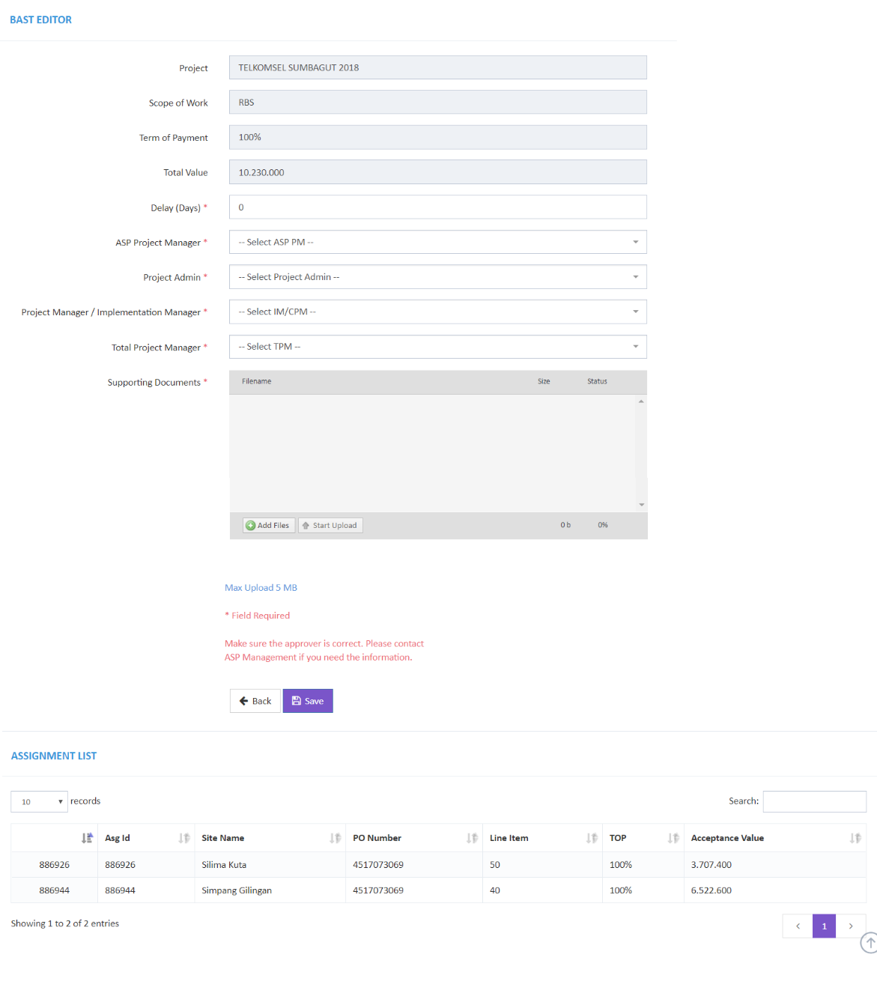 BAST EDITOR
Project
TELKOMSEL SUMBAGUT 2018
Scope of Work
RBS
Term of Payment
100%
Total Value
10.230.000
Delay (Days) *
0
ASP Project Manager *
-- Select ASP PM --
Project Admin *
-- Select Project Admin --
Project Manager / Implementation Manager *
-- Select IM/CPM --
Total Project Manager *
-- Select TPM --
Supporting Documents *
Filename Size Status
Add Files Start Upload 0 b 0%
Max Upload 5 MB
* Field Required
Make sure the approver is correct. Please contact
ASP Management if you need the information.
Back Save
ASSIGNMENT LIST
10 records Search:
Asg Id Site Name PO Number Line Item TOP Acceptance Value
886926 886926 Silima Kuta 4517073069 50 100% 3.707.400
886944 886944 Simpang Gilingan 4517073069 40 100% 6.522.600
Showing 1 to 2 of 2 entries
1